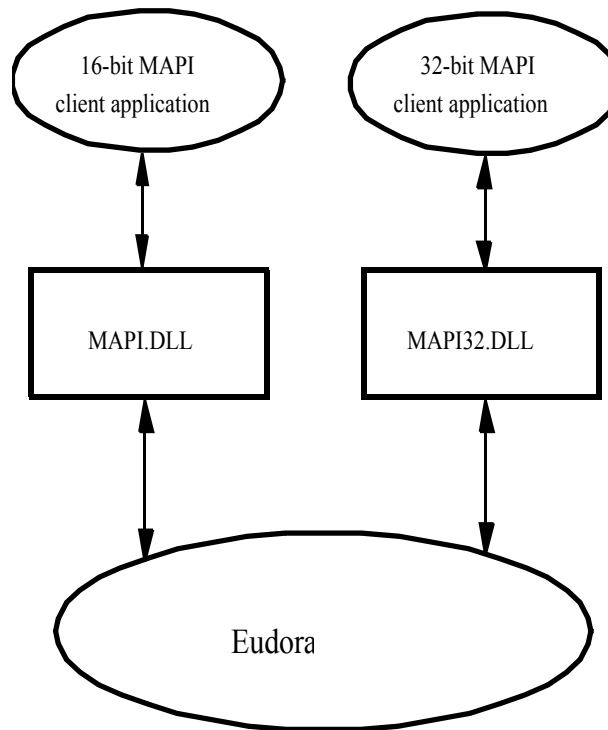 16-bit MAPI
client application
32-bit MAPI
client application
MAPI.DLL
MAPI32.DLL
Eudora